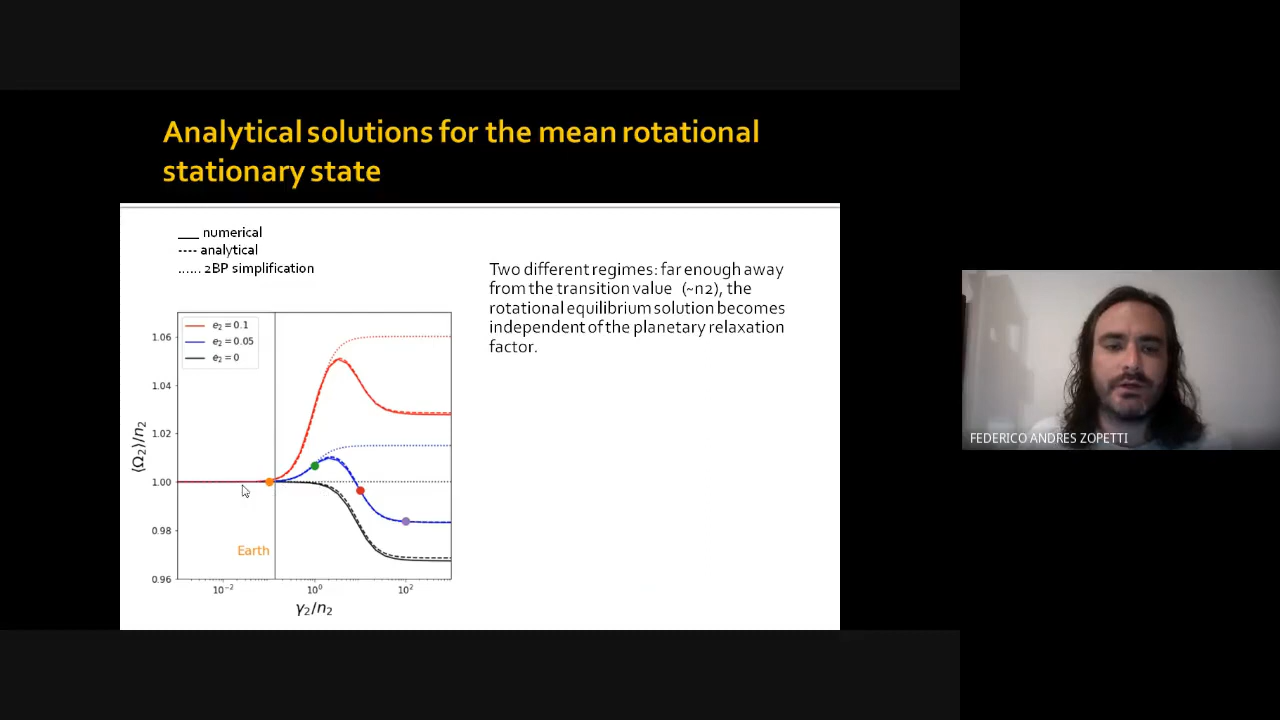 Analytical solutions for the mean rotational
stationary state
___ numerical
---- analytical
...... 2BP simplification
Two different regimes: far enough away
from the transition value (~n2), the
rotational equilibrium solution becomes
independent of the planetary relaxation
factor.
e₂ = 0.1
e₂ = 0.05
e₂ = 0
1.06
1.04
1.02
1.00
0.98
0.96
⟨Ω₂⟩/n₂
Earth
10⁻²
10⁰
10²
γ₂/n₂
FEDERICO ANDRES ZOPETTI